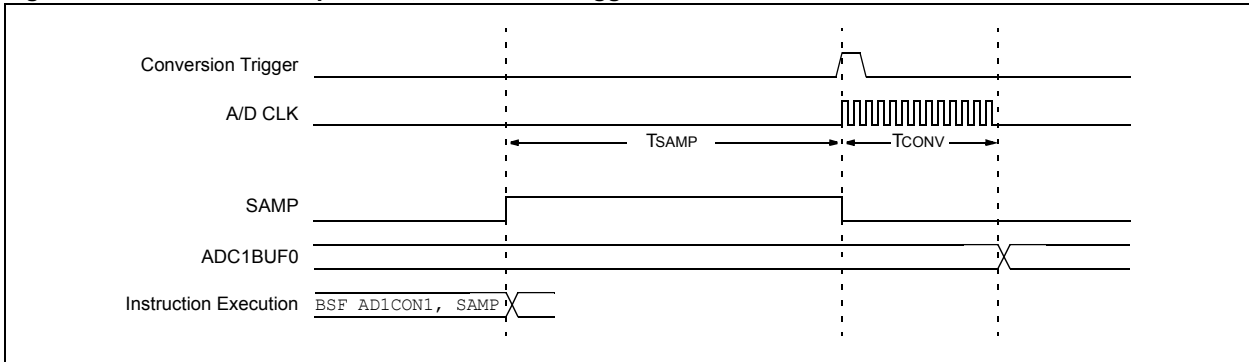 Conversion Trigger
A/D CLK
TSAMP
TCONV
SAMP
ADC1BUF0
Instruction Execution
BSF AD1CON1, SAMP